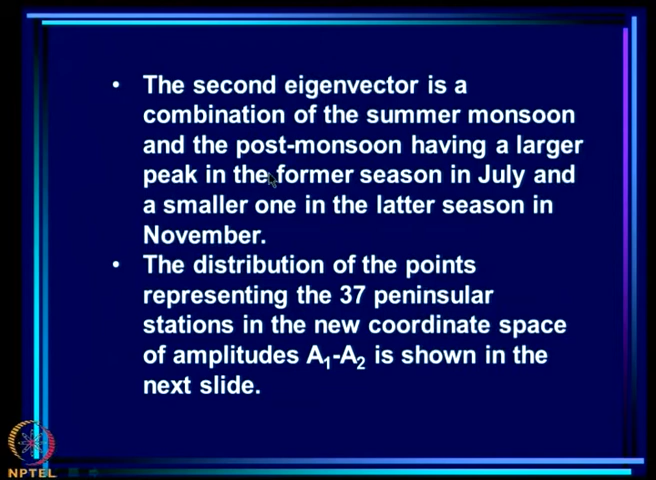 • The second eigenvector is a
combination of the summer monsoon
and the post-monsoon having a larger
peak in the former season in July and
a smaller one in the latter season in
November.
• The distribution of the points
representing the 37 peninsular
stations in the new coordinate space
of amplitudes A₁-A₂ is shown in the
next slide.
NPTEL